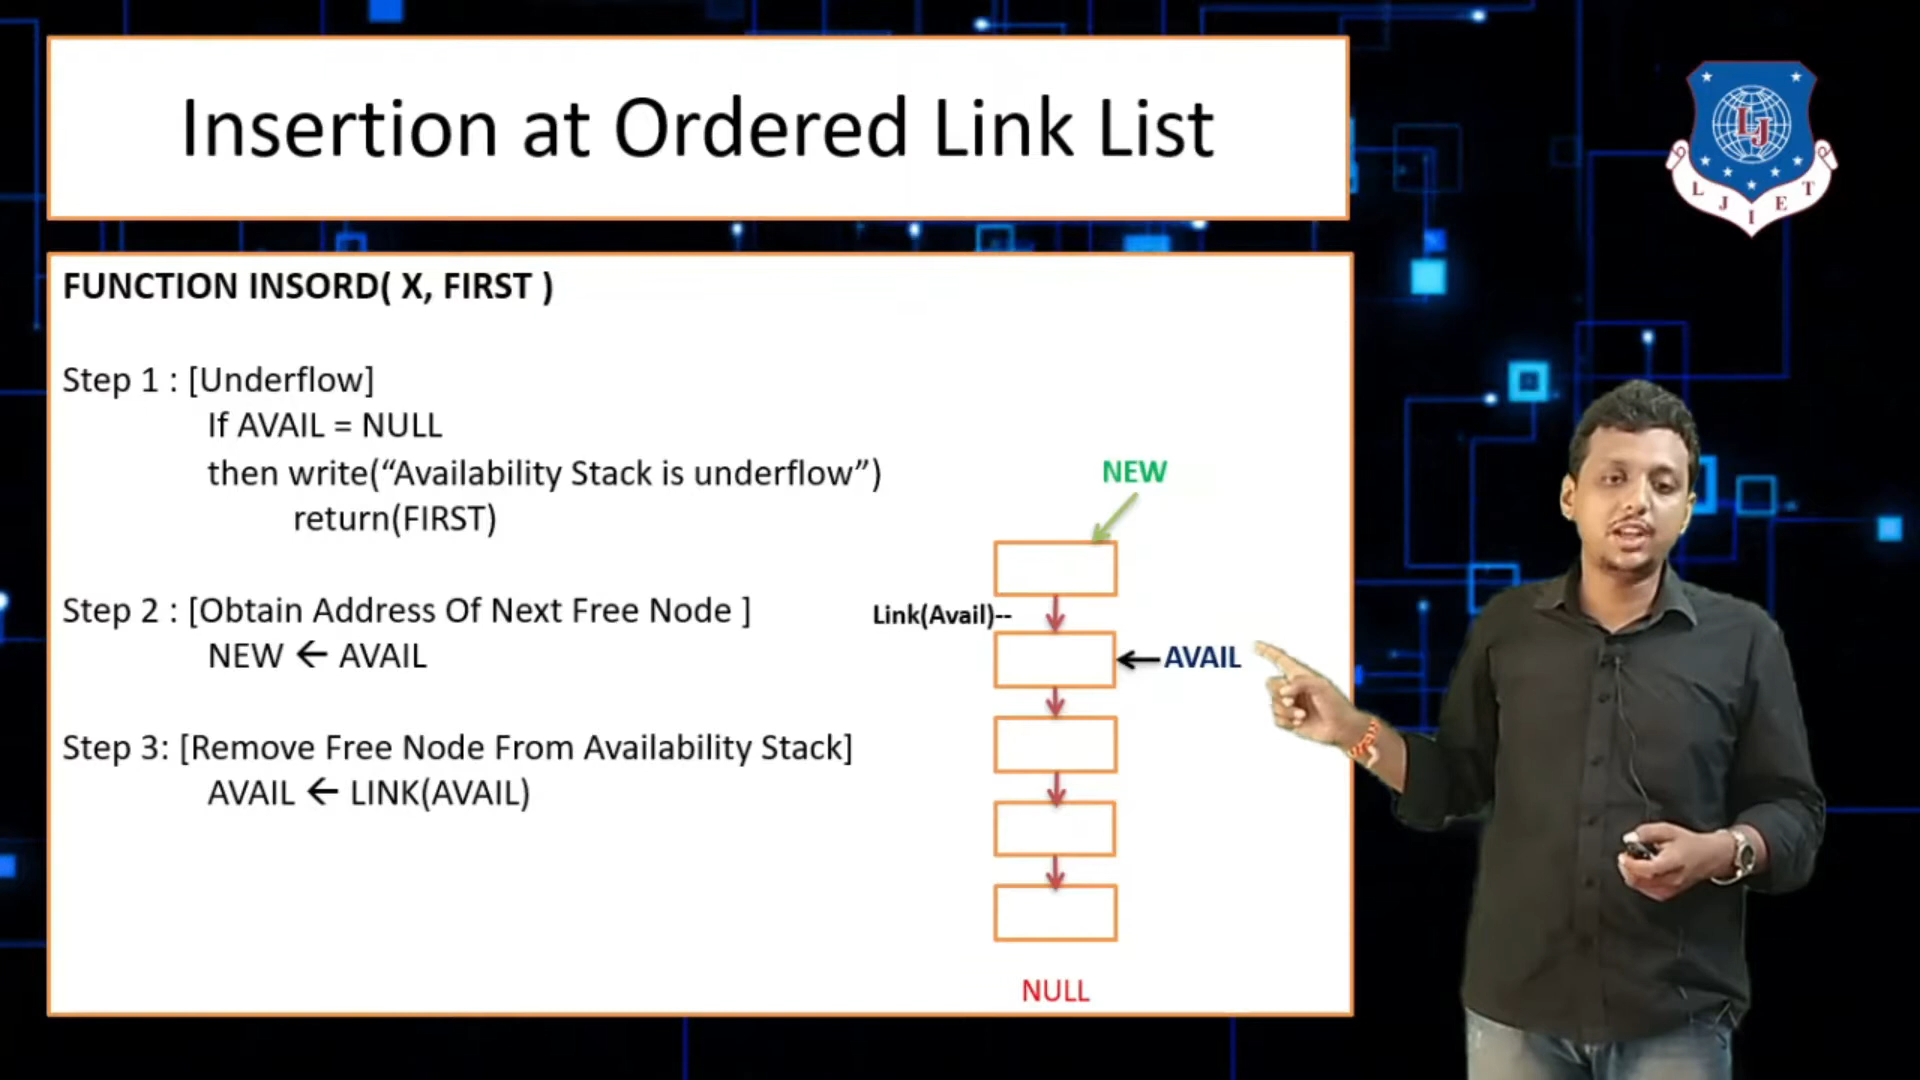 Insertion at Ordered Link List
L J I E T
LJ
FUNCTION INSORD( X, FIRST )
Step 1 : [Underflow]
If AVAIL = NULL
then write(“Availability Stack is underflow”)
return(FIRST)
Step 2 : [Obtain Address Of Next Free Node ]
NEW ← AVAIL
Step 3: [Remove Free Node From Availability Stack]
AVAIL ← LINK(AVAIL)
NEW
Link(Avail)--
AVAIL
NULL